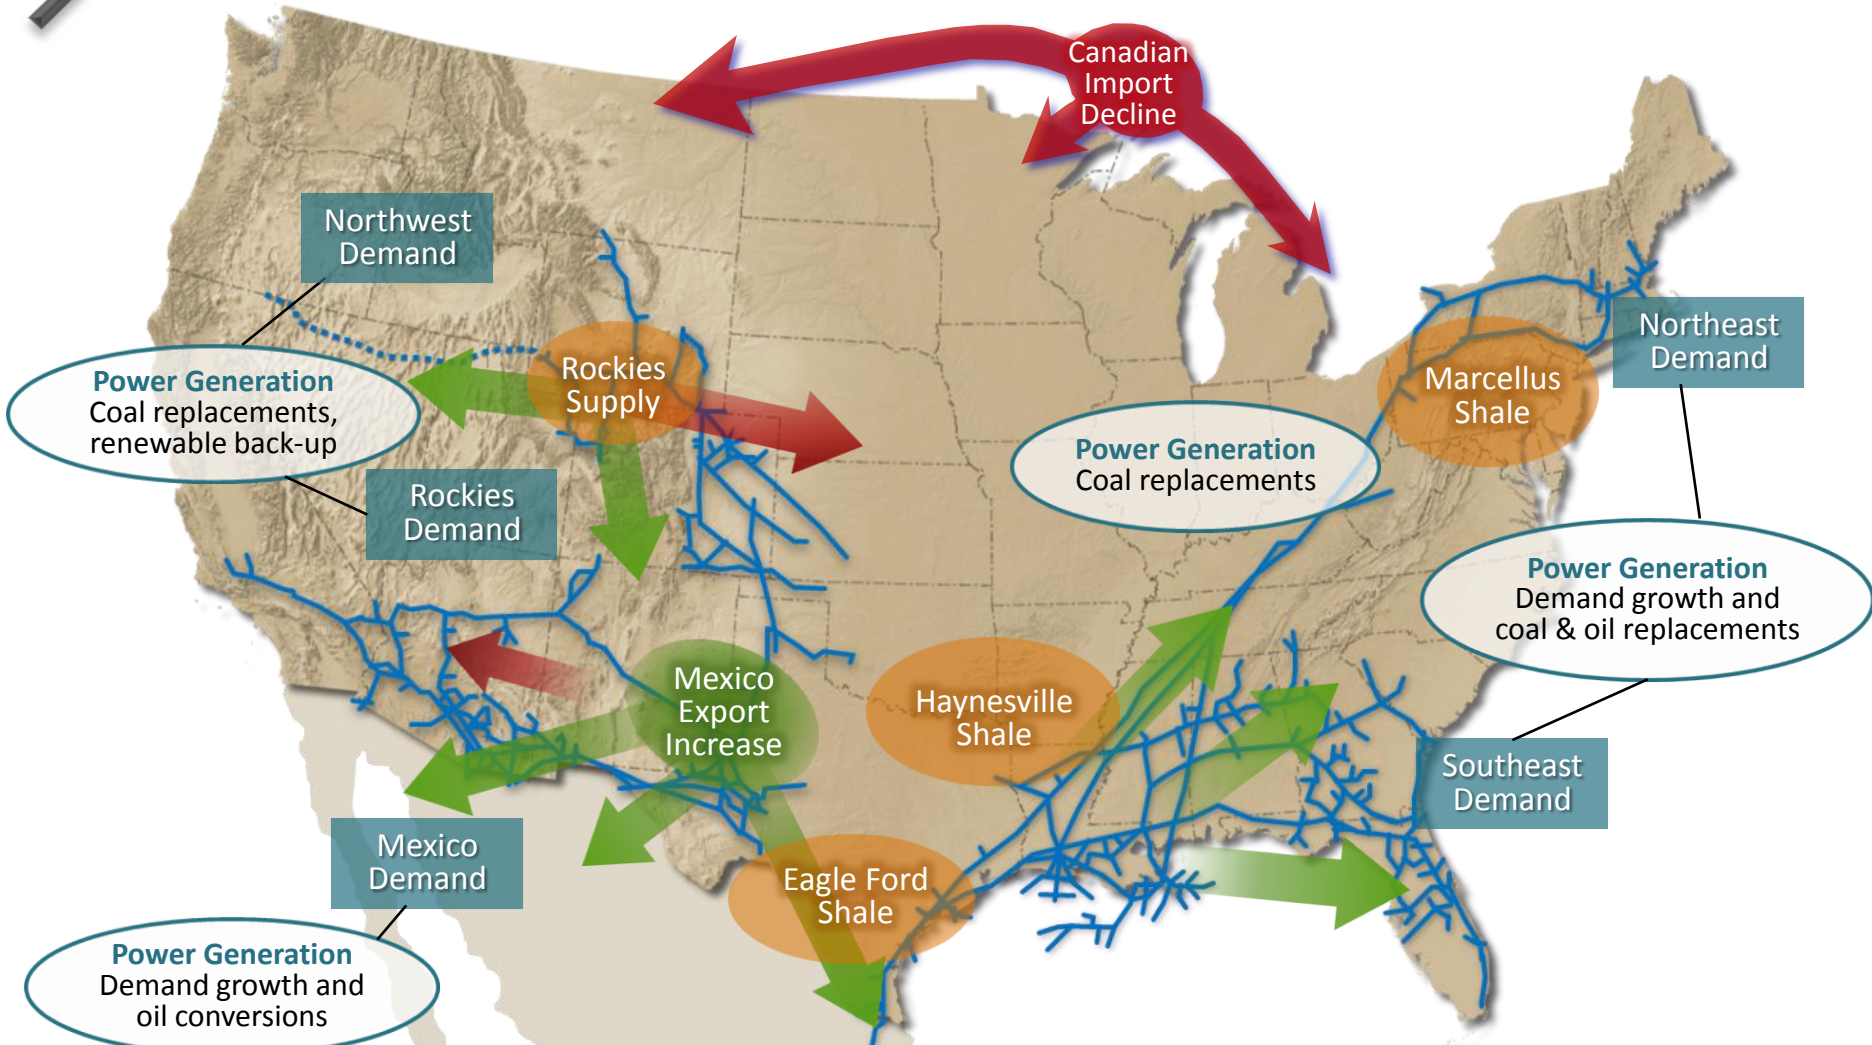 Canadian
Import
Decline
Northwest
Demand
Northeast
Demand
Rockies
Supply
Marcellus
Shale
Power Generation
Coal replacements,
renewable back-up
Power Generation
Coal replacements
Rockies
Demand
Power Generation
Demand growth and
coal & oil replacements
Mexico
Export
Increase
Haynesville
Shale
Southeast
Demand
Mexico
Demand
Eagle Ford
Shale
Power Generation
Demand growth and
oil conversions